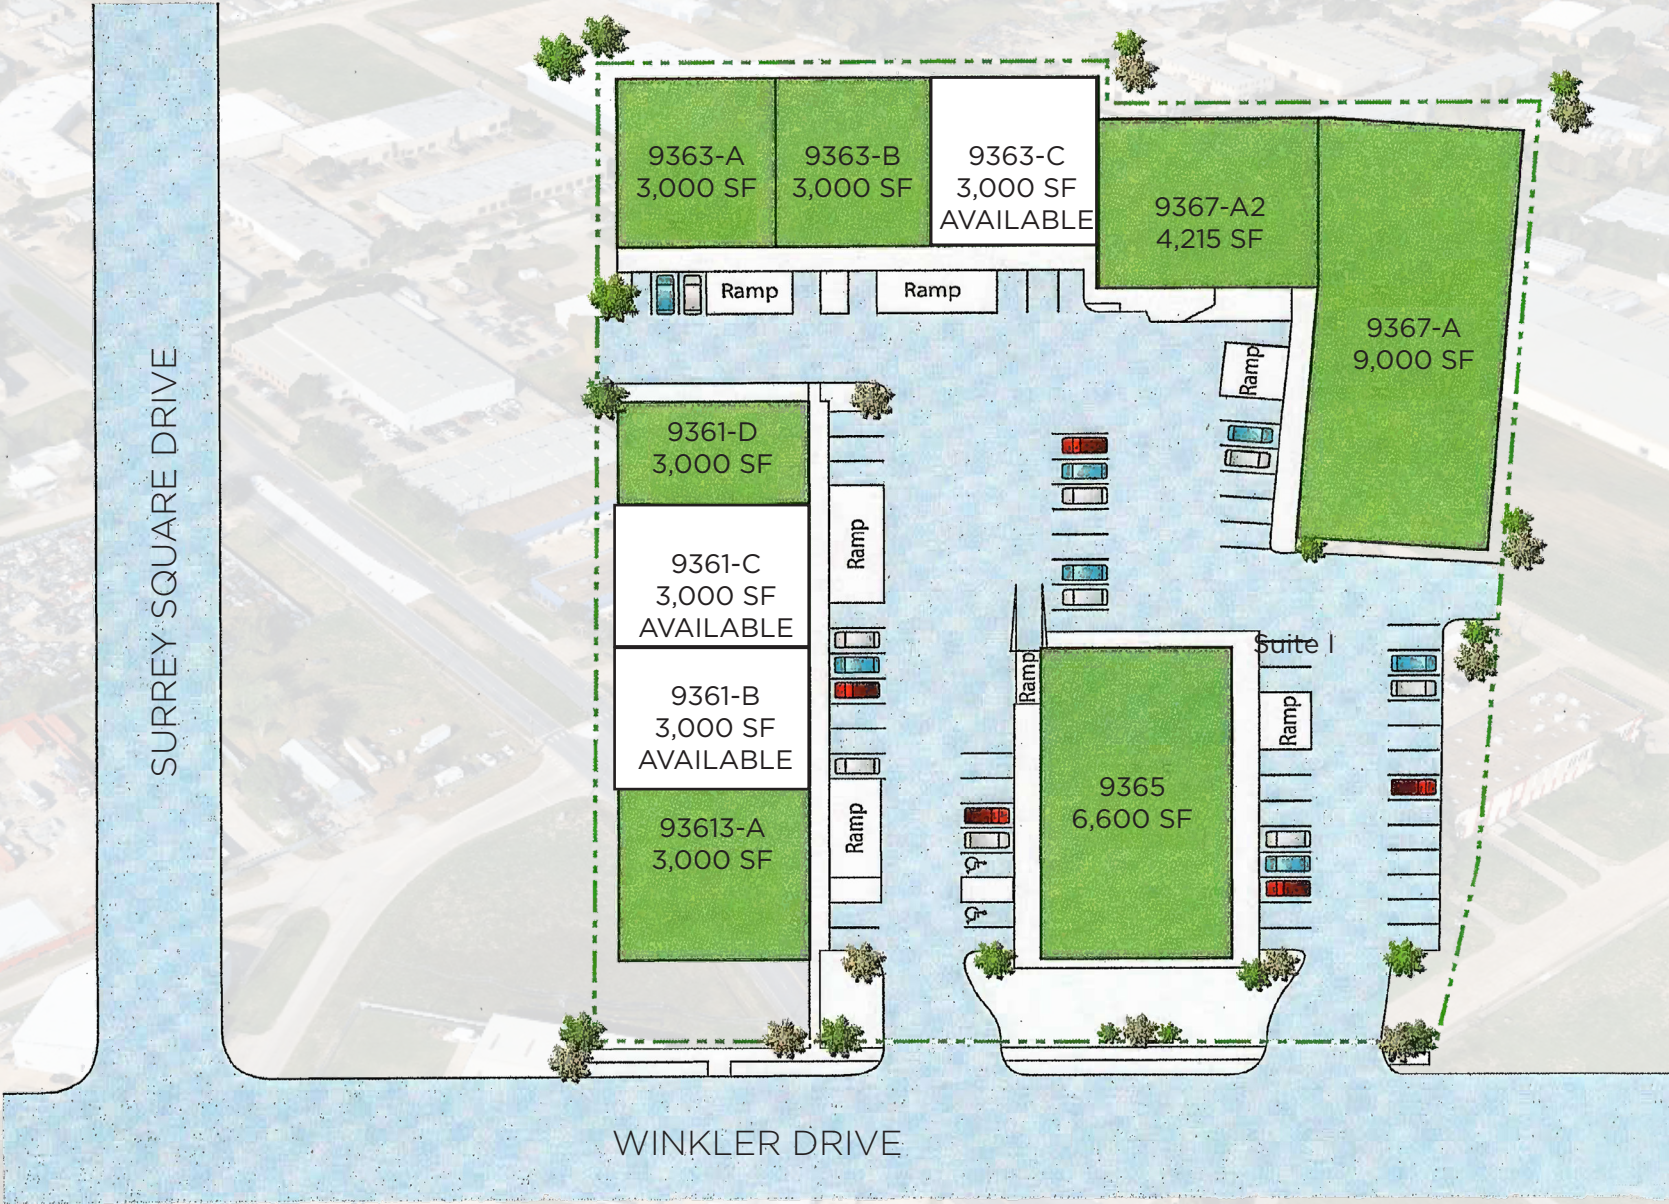 9363-A
3,000 SF
9363-B
3,000 SF
9363-C
3,000 SF
AVAILABLE
9367-A2
4,215 SF
9367-A
9,000 SF
Ramp
Ramp
Ramp
9361-D
3,000 SF
9361-C
3,000 SF
AVAILABLE
Ramp
9361-B
3,000 SF
AVAILABLE
93613-A
3,000 SF
Ramp
Suite I
Ramp
Ramp
9365
6,600 SF
SURREY SQUARE DRIVE
WINKLER DRIVE